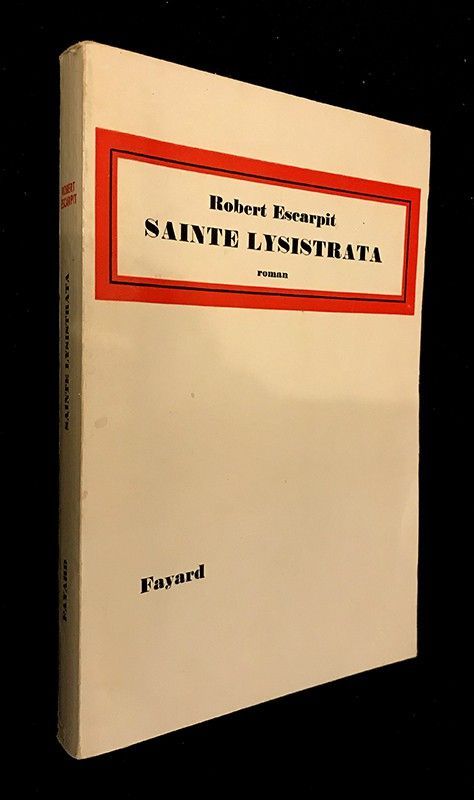 Robert Escarpit
SAINTE LYSISTRATA
roman
Fayard
ROBERT
ESCARPIT
SAINTE LYSISTRATA
FAYARD